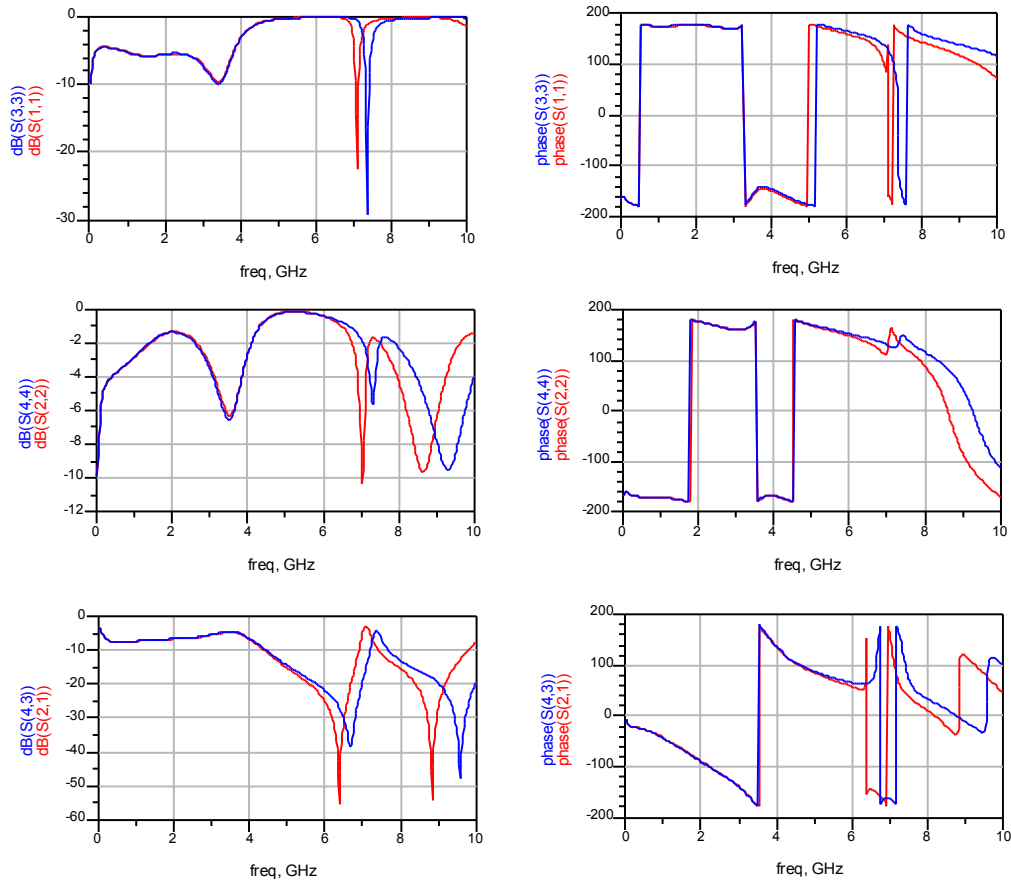 dB(S(3,3))
dB(S(1,1))
0
-10
-20
-30
0 2 4 6 8 10
freq, GHz
phase(S(3,3))
phase(S(1,1))
200
100
0
-100
-200
0 2 4 6 8 10
freq, GHz
dB(S(4,4))
dB(S(2,2))
0
-2
-4
-6
-8
-10
-12
0 2 4 6 8 10
freq, GHz
phase(S(4,4))
phase(S(2,2))
200
100
0
-100
-200
0 2 4 6 8 10
freq, GHz
dB(S(4,3))
dB(S(2,1))
0
-10
-20
-30
-40
-50
-60
0 2 4 6 8 10
freq, GHz
phase(S(4,3))
phase(S(2,1))
200
100
0
-100
-200
0 2 4 6 8 10
freq, GHz